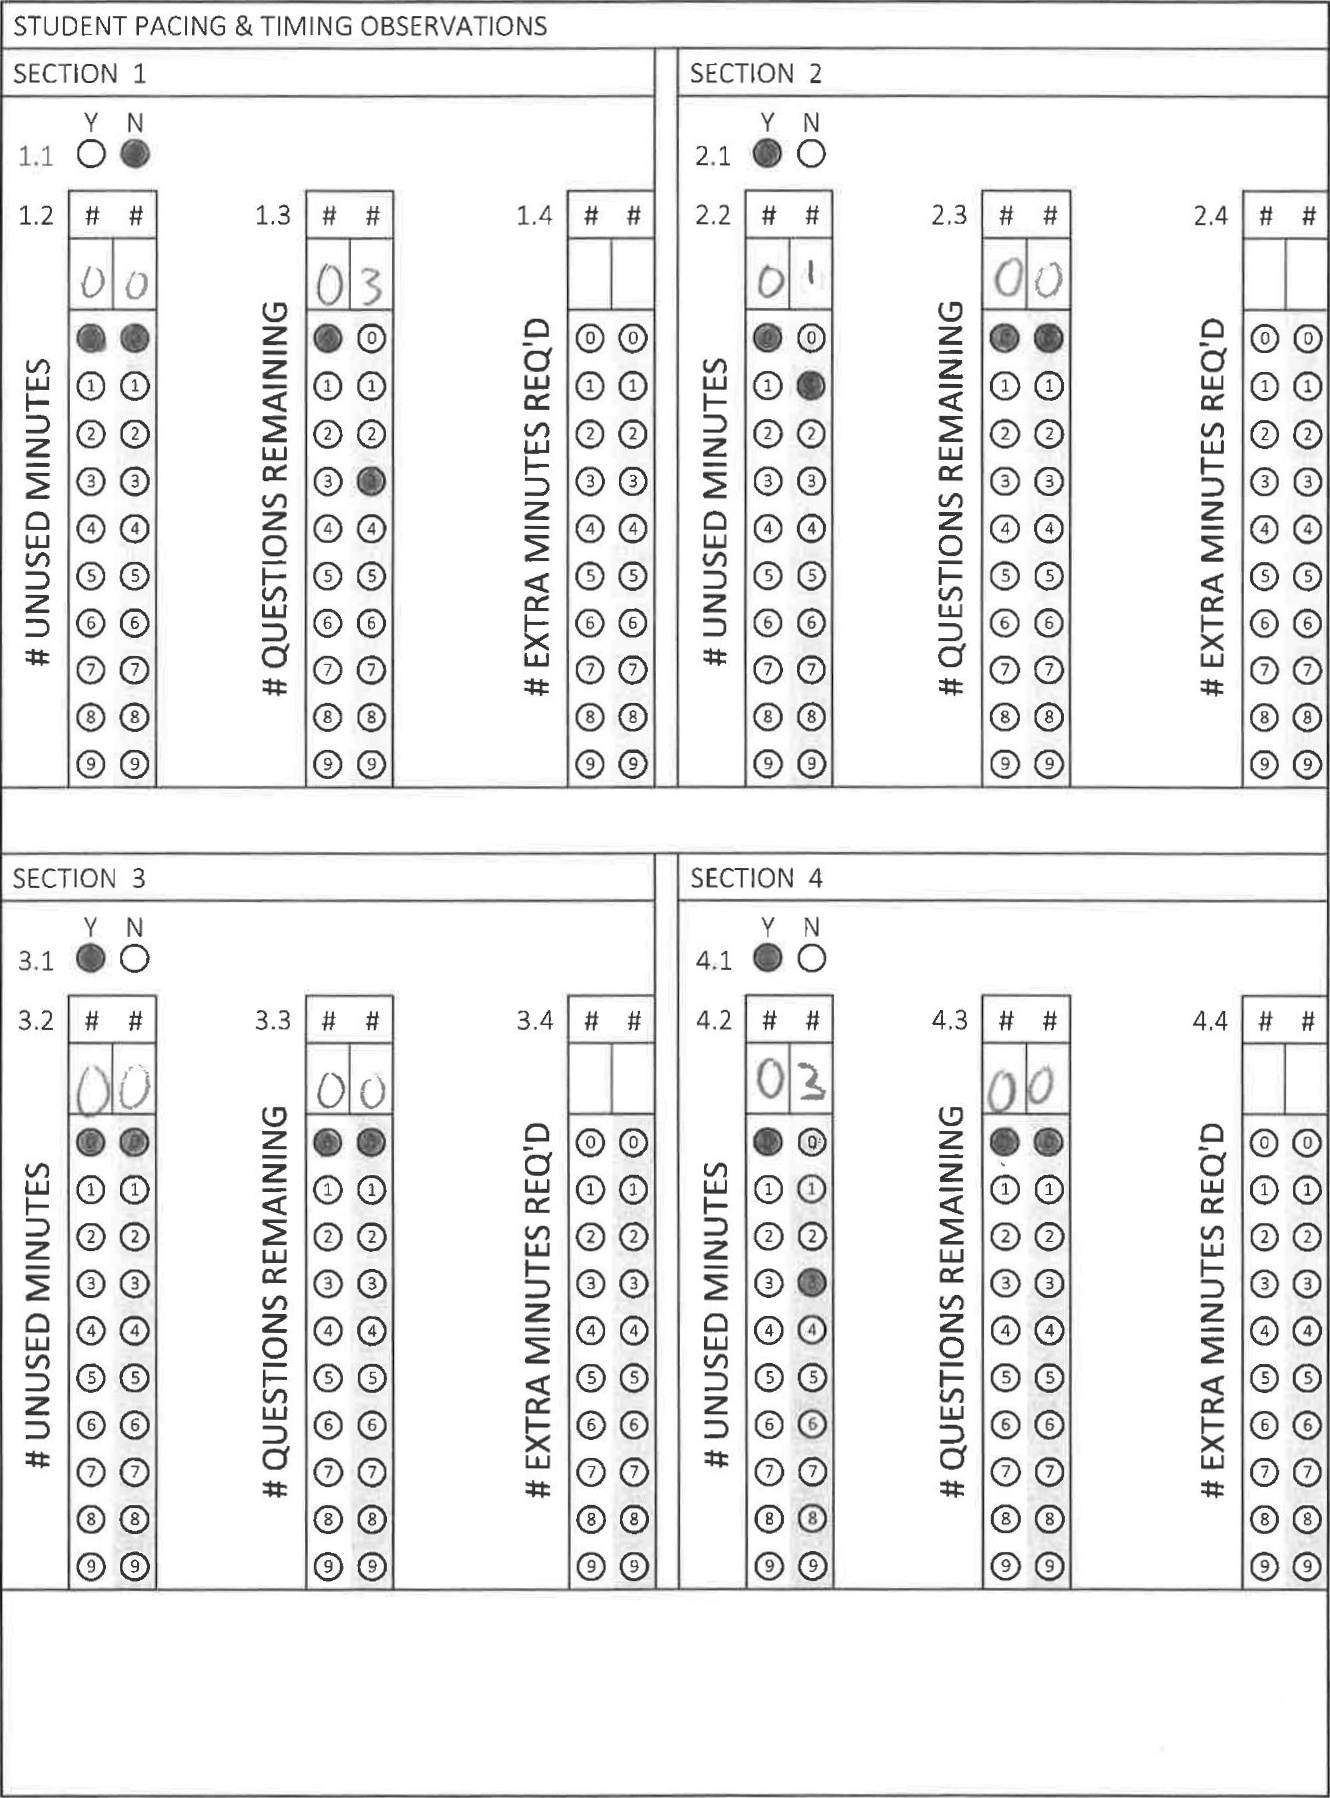 STUDENT PACING & TIMING OBSERVATIONS
SECTION 1
Y N
1.1
1.2 # # 1.3 # # 1.4 # #
0 0 0 3
# UNUSED MINUTES
# QUESTIONS REMAINING
# EXTRA MINUTES REQ'D
0 0 0
1 1 1 1 1 1
2 2 2 2 2 2
3 3 3 3 3
4 4 4 4 4 4
5 5 5 5 5 5
6 6 6 6 6 6
7 7 7 7 7 7
8 8 8 8 8 8
9 9 9 9 9 9
SECTION 2
Y N
2.1
2.2 # # 2.3 # # 2.4 # #
0 1 0 0
# UNUSED MINUTES
# QUESTIONS REMAINING
# EXTRA MINUTES REQ'D
0 0 0
1 1 1 1 1
2 2 2 2 2 2
3 3 3 3 3 3
4 4 4 4 4 4
5 5 5 5 5 5
6 6 6 6 6 6
7 7 7 7 7 7
8 8 8 8 8 8
9 9 9 9 9 9
SECTION 3
Y N
3.1
3.2 # # 3.3 # # 3.4 # #
0 0 0 0
# UNUSED MINUTES
# QUESTIONS REMAINING
# EXTRA MINUTES REQ'D
0 0
1 1 1 1 1 1
2 2 2 2 2 2
3 3 3 3 3 3
4 4 4 4 4 4
5 5 5 5 5 5
6 6 6 6 6 6
7 7 7 7 7 7
8 8 8 8 8 8
9 9 9 9 9 9
SECTION 4
Y N
4.1
4.2 # # 4.3 # # 4.4 # #
0 3 0 0
# UNUSED MINUTES
# QUESTIONS REMAINING
# EXTRA MINUTES REQ'D
0 0 0
1 1 1 1 1 1
2 2 2 2 2 2
3 3 3 3 3
4 4 4 4 4 4
5 5 5 5 5 5
6 6 6 6 6 6
7 7 7 7 7 7
8 8 8 8 8 8
9 9 9 9 9 9